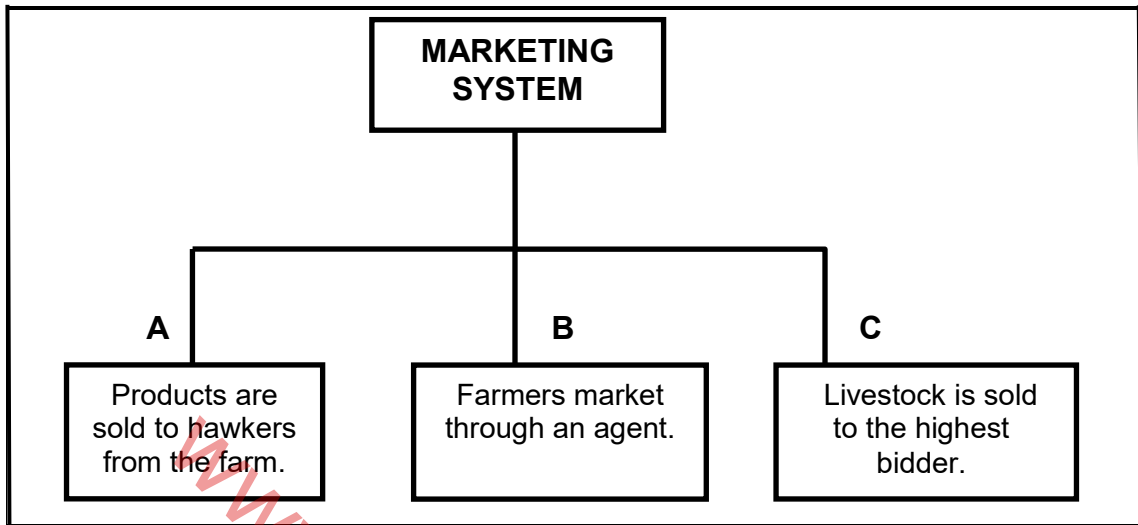 MARKETING
SYSTEM
A
B
C
Products are
sold to hawkers
from the farm.
Farmers market
through an agent.
Livestock is sold
to the highest
bidder.